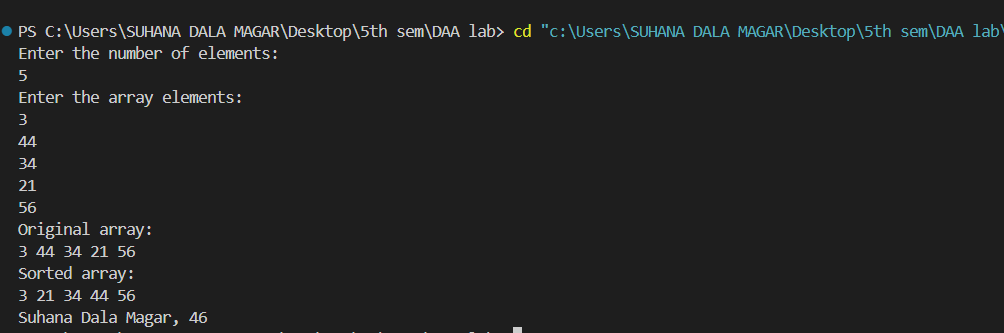 PS C:\Users\SUHANA DALA MAGAR\Desktop\5th sem\DAA lab> cd "c:\Users\SUHANA DALA MAGAR\Desktop\5th sem\DAA lab\
Enter the number of elements:
5
Enter the array elements:
3
44
34
21
56
Original array:
3 44 34 21 56
Sorted array:
3 21 34 44 56
Suhana Dala Magar, 46